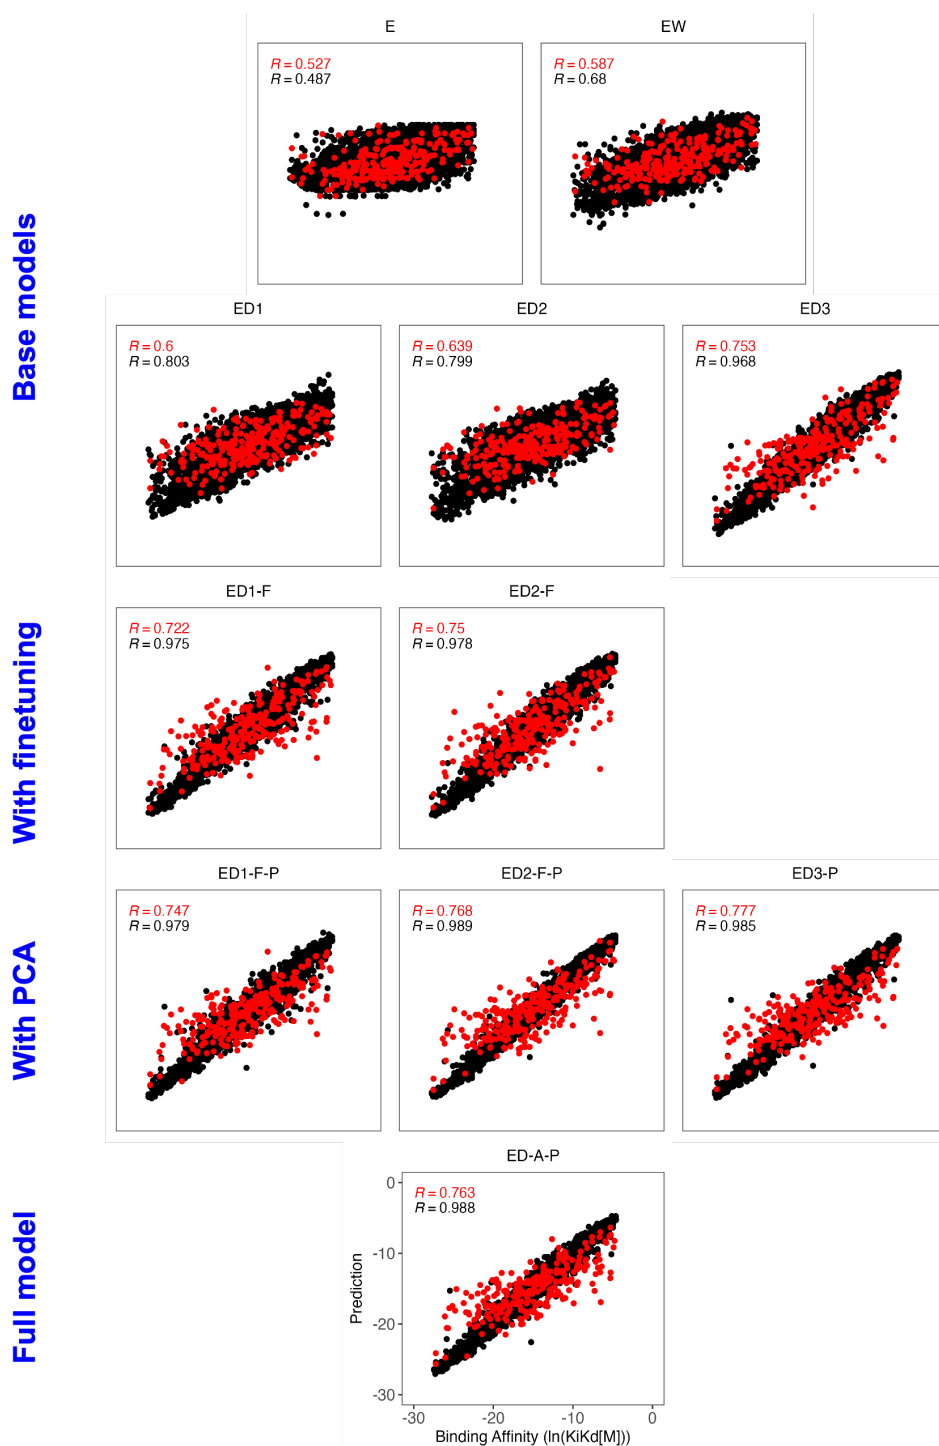 Base models
E
EW
R = 0.527
R = 0.487
R = 0.587
R = 0.68
ED1
ED2
ED3
R = 0.6
R = 0.803
R = 0.639
R = 0.799
R = 0.753
R = 0.968
With finetuning
ED1-F
ED2-F
R = 0.722
R = 0.975
R = 0.75
R = 0.978
With PCA
ED1-F-P
ED2-F-P
ED3-P
R = 0.747
R = 0.979
R = 0.768
R = 0.989
R = 0.777
R = 0.985
Full model
ED-A-P
R = 0.763
R = 0.988
Prediction
0
-10
-20
-30
-30
-20
-10
0
Binding Affinity (ln(KiKd[M]))